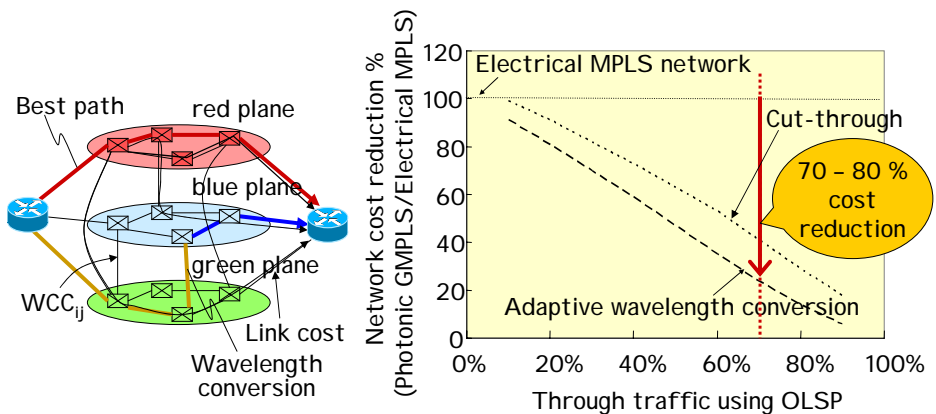 Best path
red plane
blue plane
green plane
WCCij
Link cost
Wavelength
conversion
Network cost reduction %
(Photonic GMPLS/Electrical MPLS)
120
100
80
60
40
20
0
Electrical MPLS network
Cut-through
70 – 80 %
cost
reduction
Adaptive wavelength conversion
0%
20%
40%
60%
80%
100%
Through traffic using OLSP